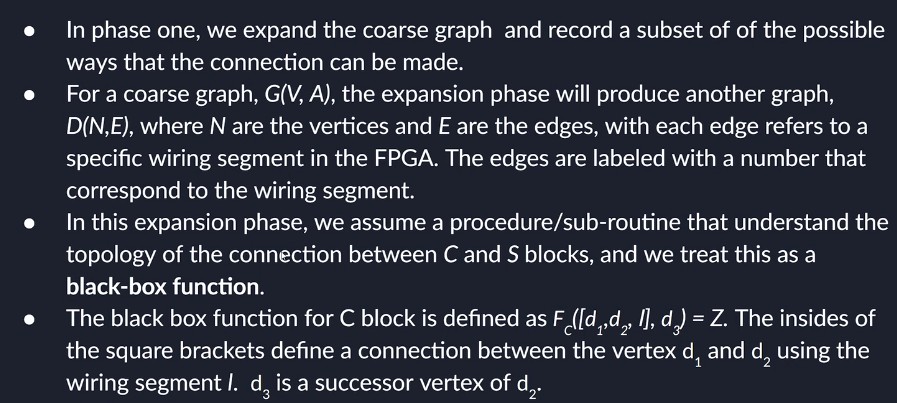 ● In phase one, we expand the coarse graph and record a subset of of the possible
ways that the connection can be made.
● For a coarse graph, G(V, A), the expansion phase will produce another graph,
D(N,E), where N are the vertices and E are the edges, with each edge refers to a
specific wiring segment in the FPGA. The edges are labeled with a number that
correspond to the wiring segment.
● In this expansion phase, we assume a procedure/sub-routine that understand the
topology of the connection between C and S blocks, and we treat this as a
black-box function.
● The black box function for C block is defined as F_C([d_1,d_2, l], d_3) = Z. The insides of
the square brackets define a connection between the vertex d_1 and d_2 using the
wiring segment l. d_3 is a successor vertex of d_2.